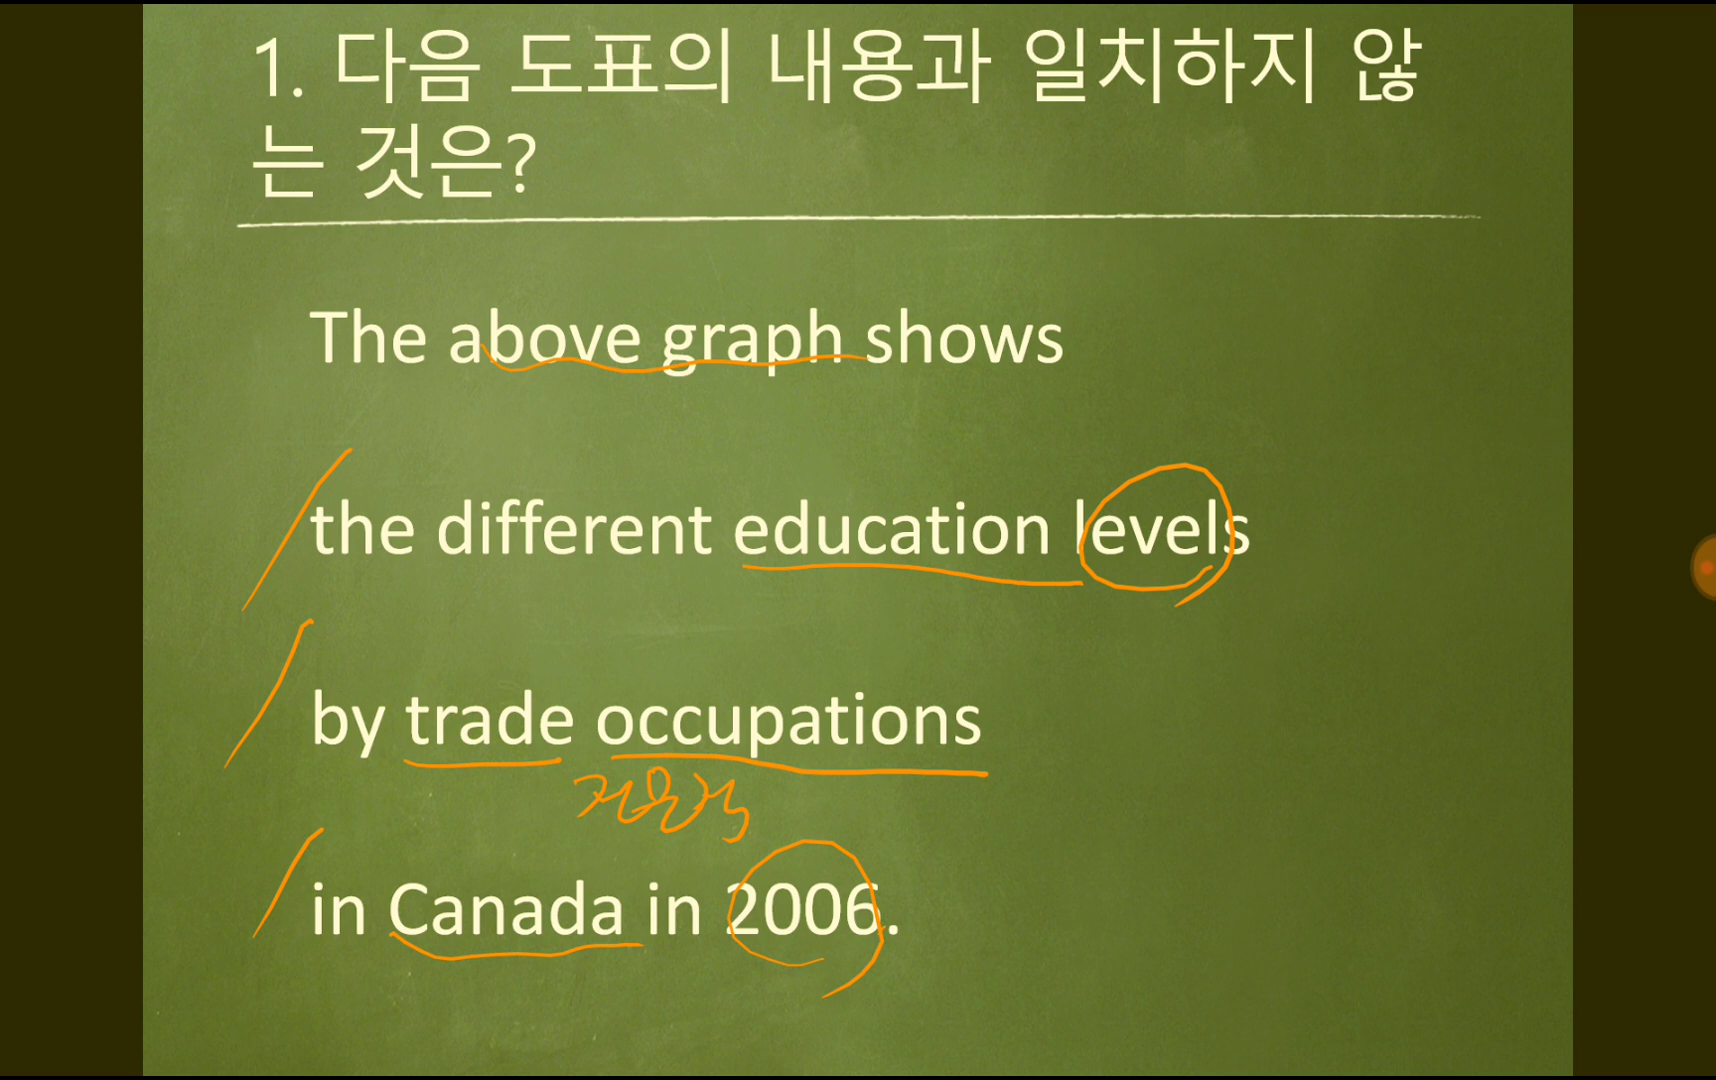 1. 다음 도표의 내용과 일치하지 않
는 것은?
The above graph shows
the different education levels
by trade occupations
in Canada in 2006.